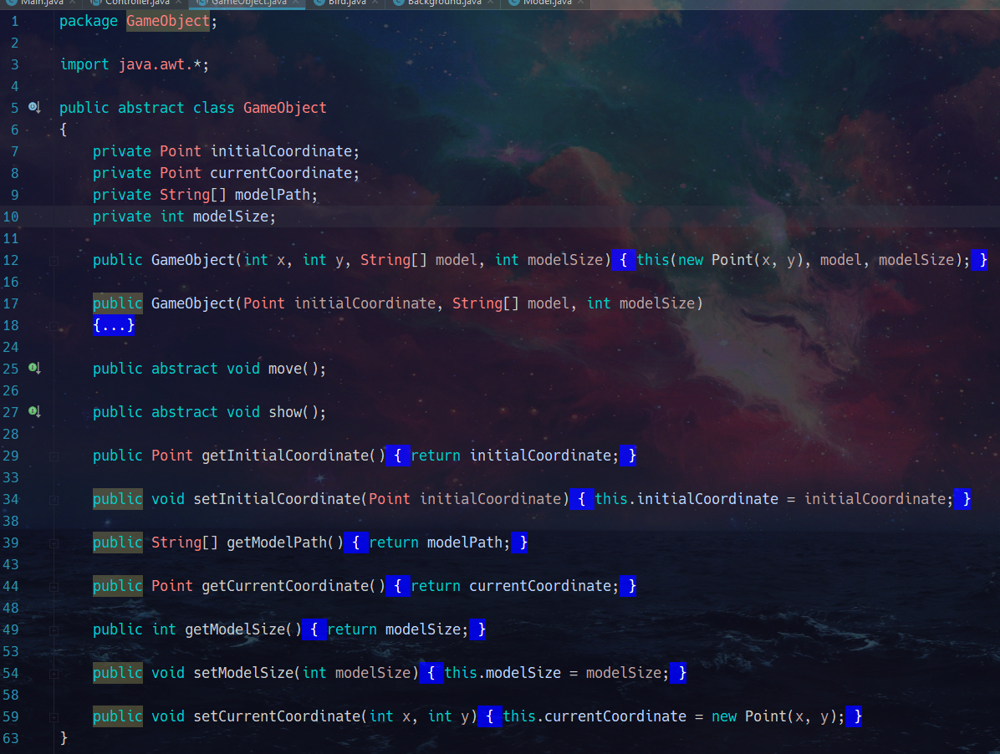 Main.java Controller.java GameObject.java Bird.java Background.java Model.java
1 package GameObject;
2
3 import java.awt.*;
4
5 public abstract class GameObject
6 {
7 private Point initialCoordinate;
8 private Point currentCoordinate;
9 private String[] modelPath;
10 private int modelSize;
11
12 public GameObject(int x, int y, String[] model, int modelSize) { this(new Point(x, y), model, modelSize); }
16
17 public GameObject(Point initialCoordinate, String[] model, int modelSize)
18 {...}
24
25 public abstract void move();
26
27 public abstract void show();
28
29 public Point getInitialCoordinate() { return initialCoordinate; }
33
34 public void setInitialCoordinate(Point initialCoordinate) { this.initialCoordinate = initialCoordinate; }
38
39 public String[] getModelPath() { return modelPath; }
43
44 public Point getCurrentCoordinate() { return currentCoordinate; }
48
49 public int getModelSize() { return modelSize; }
53
54 public void setModelSize(int modelSize) { this.modelSize = modelSize; }
58
59 public void setCurrentCoordinate(int x, int y) { this.currentCoordinate = new Point(x, y); }
63 }